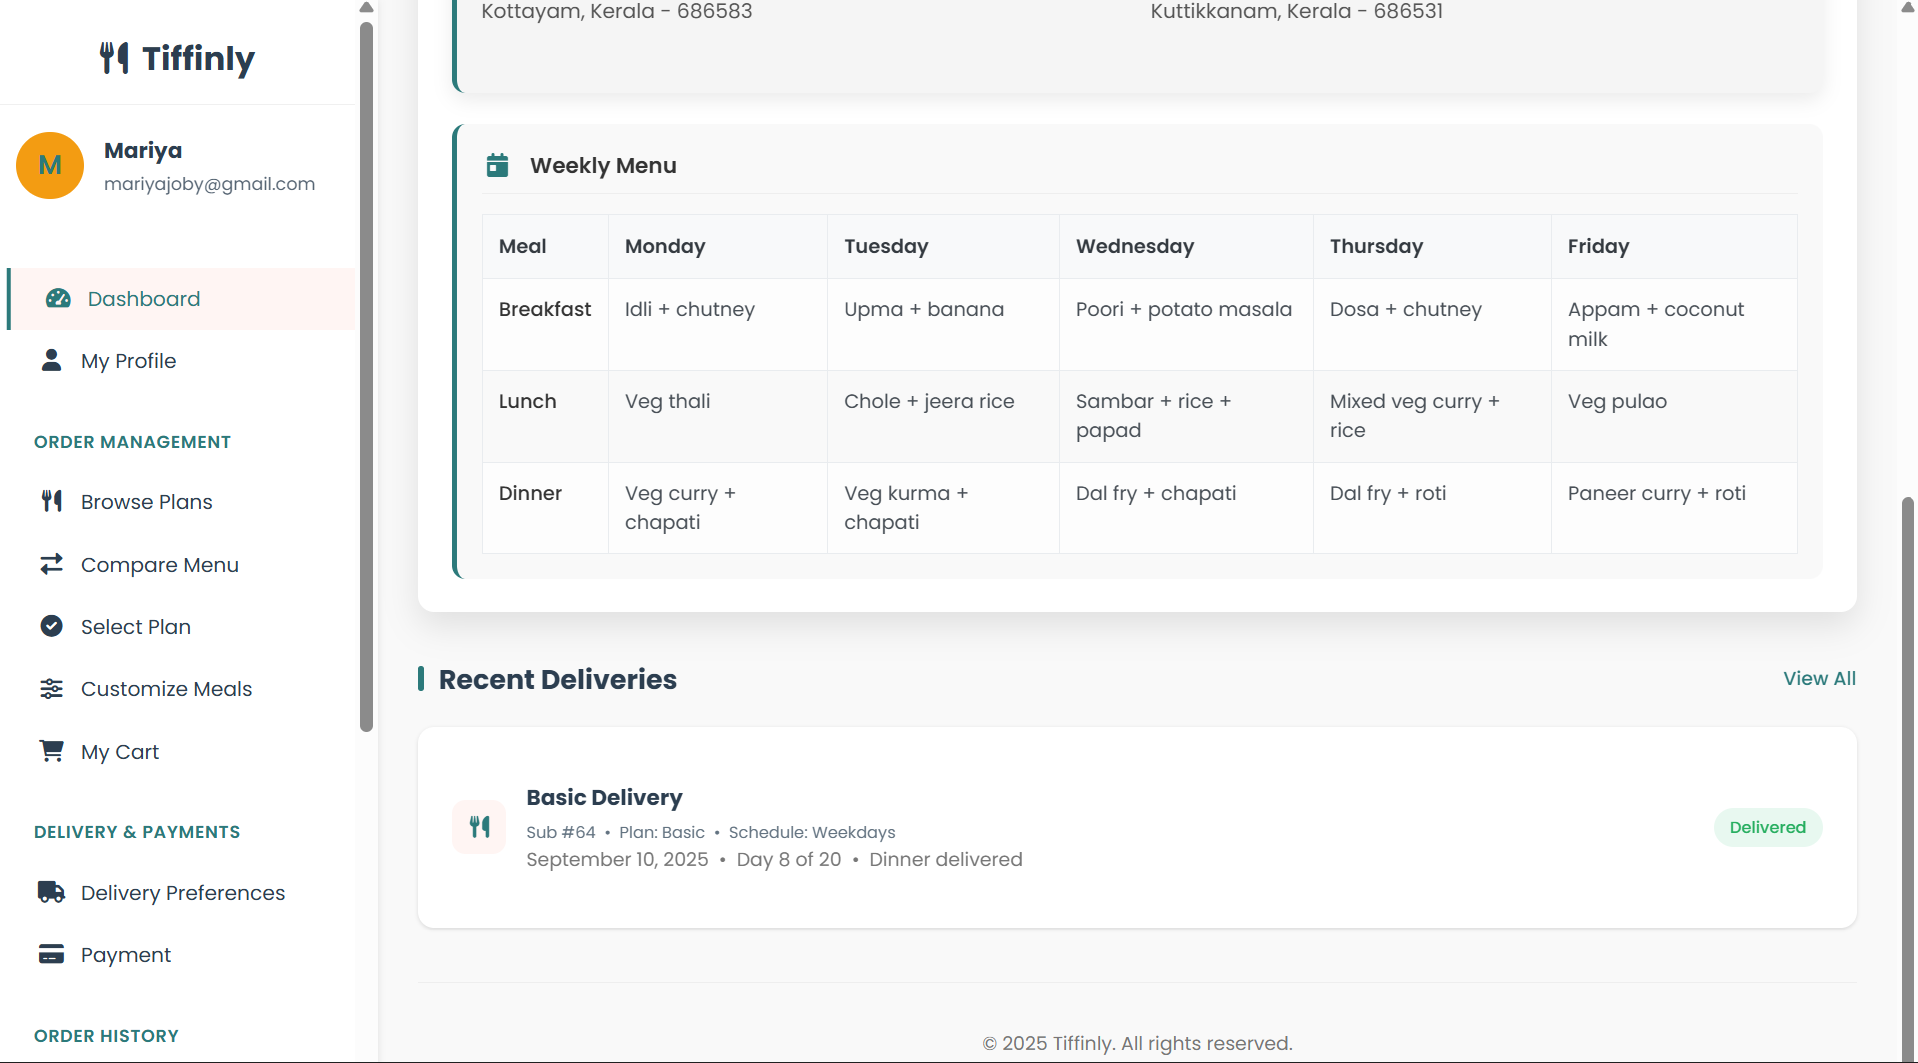 Tiffinly
M
Mariya
mariyajoby@gmail.com
Dashboard
My Profile
ORDER MANAGEMENT
Browse Plans
Compare Menu
Select Plan
Customize Meals
My Cart
DELIVERY & PAYMENTS
Delivery Preferences
Payment
ORDER HISTORY
Kottayam, Kerala - 686583 Kuttikkanam, Kerala - 686531
Weekly Menu
Meal Monday Tuesday Wednesday Thursday Friday
Breakfast Idli + chutney Upma + banana Poori + potato masala Dosa + chutney Appam + coconut
milk
Lunch Veg thali Chole + jeera rice Sambar + rice + Mixed veg curry + Veg pulao
papad rice
Dinner Veg curry + Veg kurma + Dal fry + chapati Dal fry + roti Paneer curry + roti
chapati chapati
Recent Deliveries View All
Basic Delivery
Sub #64 • Plan: Basic • Schedule: Weekdays
Delivered
September 10, 2025 • Day 8 of 20 • Dinner delivered
© 2025 Tiffinly. All rights reserved.